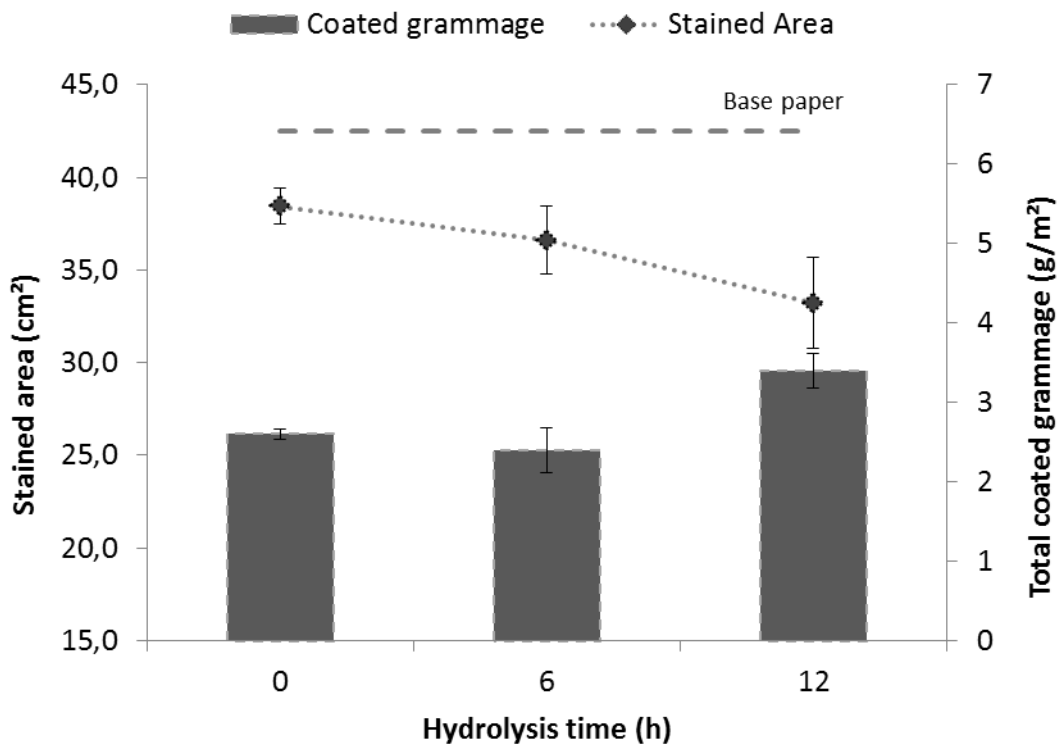 Coated grammage Stained Area
45,0
40,0
35,0
30,0
25,0
20,0
15,0
Stained area (cm²)
Base paper
7
6
5
4
3
2
1
0
Total coated grammage (g/m²)
0 6 12
Hydrolysis time (h)